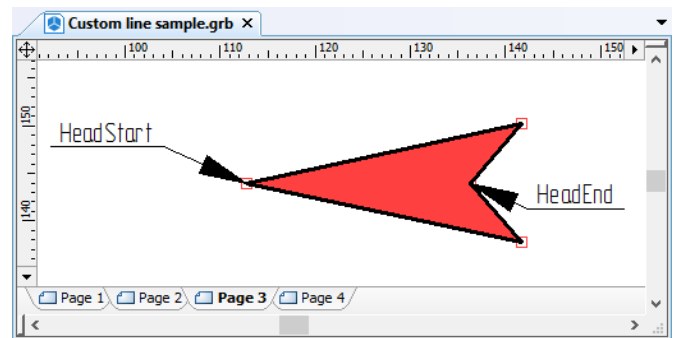 Custom line sample.grb
100 110 120 130 140 150
150
HeadStart
HeadEnd
140
Page 1 Page 2 Page 3 Page 4